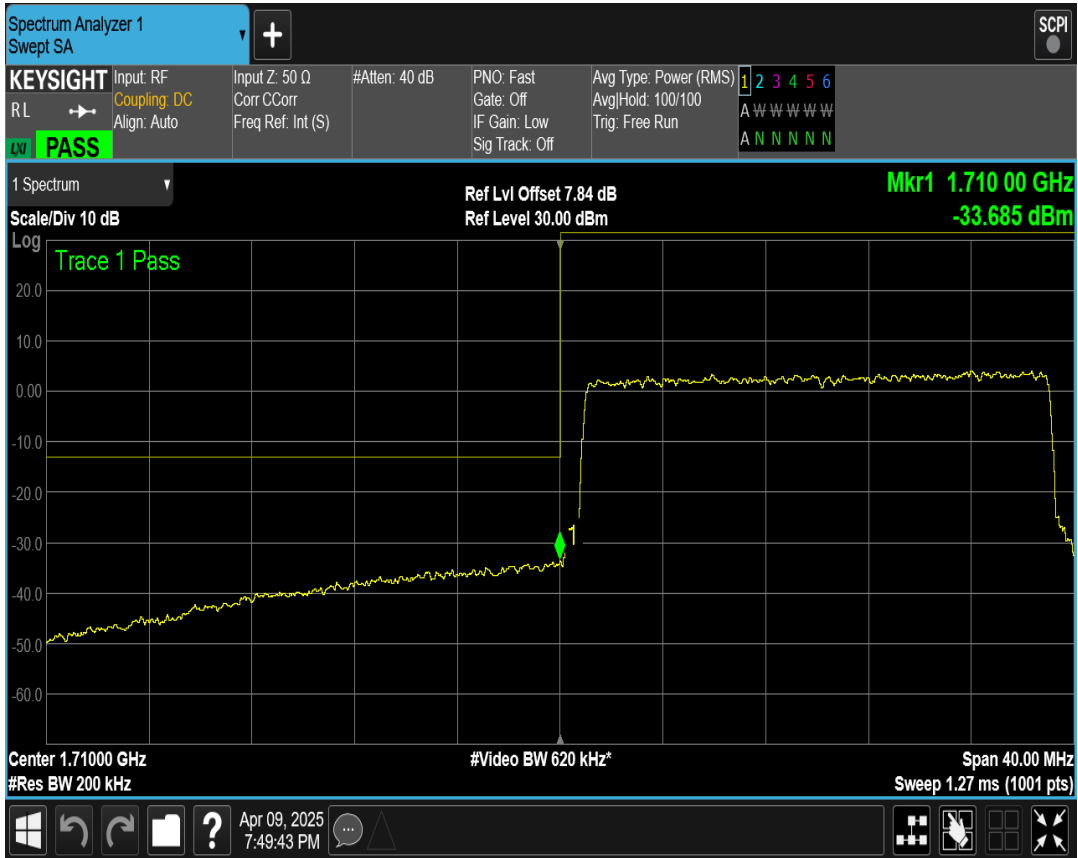 Spectrum Analyzer 1
Swept SA
+
SCPI
KEYSIGHT
RL
LXI PASS
Input: RF
Coupling: DC
Align: Auto
Input Z: 50 Ω
Corr CCorr
Freq Ref: Int (S)
#Atten: 40 dB
PNO: Fast
Gate: Off
IF Gain: Low
Sig Track: Off
Avg Type: Power (RMS)
Avg|Hold: 100/100
Trig: Free Run
1 2 3 4 5 6
A W W W W W
A N N N N N
1 Spectrum
Scale/Div 10 dB
Ref Lvl Offset 7.84 dB
Ref Level 30.00 dBm
Mkr1 1.710 00 GHz
-33.685 dBm
Log
Trace 1 Pass
20.0
10.0
0.00
-10.0
-20.0
-30.0
-40.0
-50.0
-60.0
1
Center 1.71000 GHz
#Res BW 200 kHz
#Video BW 620 kHz*
Span 40.00 MHz
Sweep 1.27 ms (1001 pts)
?
Apr 09, 2025
7:49:43 PM